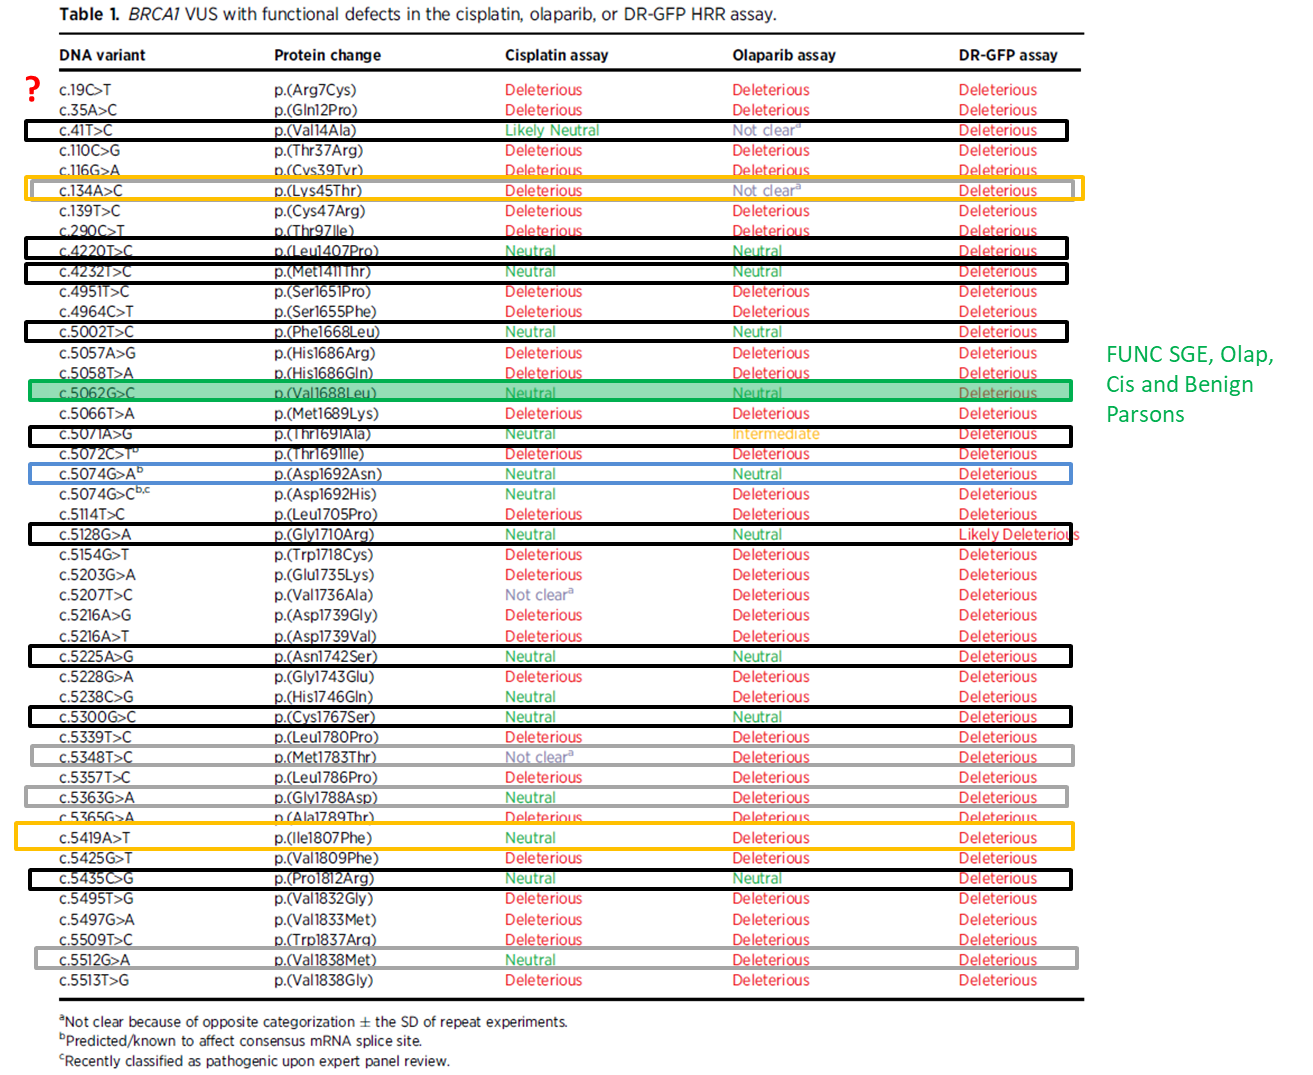 Table 1. BRCA1 VUS with functional defects in the cisplatin, olaparib, or DR-GFP HRR assay.
DNA variant Protein change Cisplatin assay Olaparib assay DR-GFP assay
?
c.19C>T p.(Arg7Cys) Deleterious Deleterious Deleterious
c.35A>C p.(Gln12Pro) Deleterious Deleterious Deleterious
c.41T>C p.(Val14Ala) Likely Neutral Not clearᵃ Deleterious
c.110C>G p.(Thr37Arg) Deleterious Deleterious Deleterious
c.116G>A p.(Cys39Tyr) Deleterious Deleterious Deleterious
c.134A>C p.(Lys45Thr) Deleterious Not clearᵃ Deleterious
c.139T>C p.(Cys47Arg) Deleterious Deleterious Deleterious
c.290C>T p.(Thr97Ile) Deleterious Deleterious Deleterious
c.4220T>C p.(Leu1407Pro) Neutral Neutral Deleterious
c.4232T>C p.(Met1411Thr) Neutral Neutral Deleterious
c.4951T>C p.(Ser1651Pro) Deleterious Deleterious Deleterious
c.4964C>T p.(Ser1655Phe) Deleterious Deleterious Deleterious
c.5002T>C p.(Phe1668Leu) Neutral Neutral Deleterious
c.5057A>G p.(His1686Arg) Deleterious Deleterious Deleterious
c.5058T>A p.(His1686Gln) Deleterious Deleterious Deleterious
c.5062G>C p.(Val1688Leu) Neutral Neutral Deleterious
c.5066T>A p.(Met1689Lys) Deleterious Deleterious Deleterious
c.5071A>G p.(Thr1691Ala) Neutral Intermediate Deleterious
c.5072C>Tᵇ p.(Thr1691Ile) Deleterious Deleterious Deleterious
c.5074G>Aᵇ p.(Asp1692Asn) Neutral Neutral Deleterious
c.5074G>Cᵇ,ᶜ p.(Asp1692His) Neutral Deleterious Deleterious
c.5114T>C p.(Leu1705Pro) Deleterious Deleterious Deleterious
c.5128G>A p.(Gly1710Arg) Neutral Neutral Likely Deleterious
c.5154G>T p.(Trp1718Cys) Deleterious Deleterious Deleterious
c.5203G>A p.(Glu1735Lys) Deleterious Deleterious Deleterious
c.5207T>C p.(Val1736Ala) Not clearᵃ Deleterious Deleterious
c.5216A>G p.(Asp1739Gly) Deleterious Deleterious Deleterious
c.5216A>T p.(Asp1739Val) Deleterious Deleterious Deleterious
c.5225A>G p.(Asn1742Ser) Neutral Neutral Deleterious
c.5228G>A p.(Gly1743Glu) Deleterious Deleterious Deleterious
c.5238C>G p.(His1746Gln) Neutral Deleterious Deleterious
c.5300G>C p.(Cys1767Ser) Neutral Neutral Deleterious
c.5339T>C p.(Leu1780Pro) Deleterious Deleterious Deleterious
c.5348T>C p.(Met1783Thr) Not clearᵃ Deleterious Deleterious
c.5357T>C p.(Leu1786Pro) Deleterious Deleterious Deleterious
c.5363G>A p.(Gly1788Asp) Neutral Deleterious Deleterious
c.5365G>A p.(Ala1789Thr) Deleterious Deleterious Deleterious
c.5419A>T p.(Ile1807Phe) Neutral Deleterious Deleterious
c.5425G>T p.(Val1809Phe) Deleterious Deleterious Deleterious
c.5435C>G p.(Pro1812Arg) Neutral Neutral Deleterious
c.5495T>G p.(Val1832Gly) Deleterious Deleterious Deleterious
c.5497G>A p.(Val1833Met) Deleterious Deleterious Deleterious
c.5509T>C p.(Trp1837Arg) Deleterious Deleterious Deleterious
c.5512G>A p.(Val1838Met) Neutral Deleterious Deleterious
c.5513T>G p.(Val1838Gly) Deleterious Deleterious Deleterious
ᵃNot clear because of opposite categorization ± the SD of repeat experiments.
ᵇPredicted/known to affect consensus mRNA splice site.
ᶜRecently classified as pathogenic upon expert panel review.
FUNC SGE, Olap,
Cis and Benign
Parsons